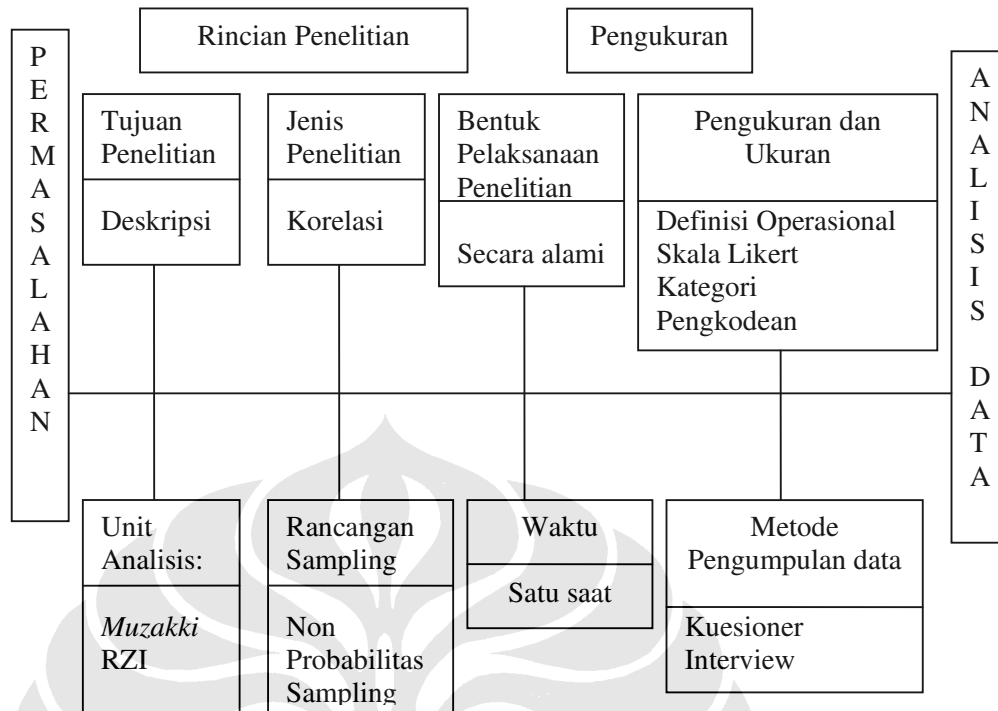 Rincian Penelitian
Pengukuran
P
E
R
M
A
S
A
L
A
H
A
N
Tujuan
Penelitian
Deskripsi
Jenis
Penelitian
Korelasi
Bentuk
Pelaksanaan
Penelitian
Secara alami
Pengukuran dan
Ukuran
Definisi Operasional
Skala Likert
Kategori
Pengkodean
Unit
Analisis:
Muzakki
RZI
Rancangan
Sampling
Non
Probabilitas
Sampling
Waktu
Satu saat
Metode
Pengumpulan data
Kuesioner
Interview
A
N
A
L
I
S
I
S
D
A
T
A